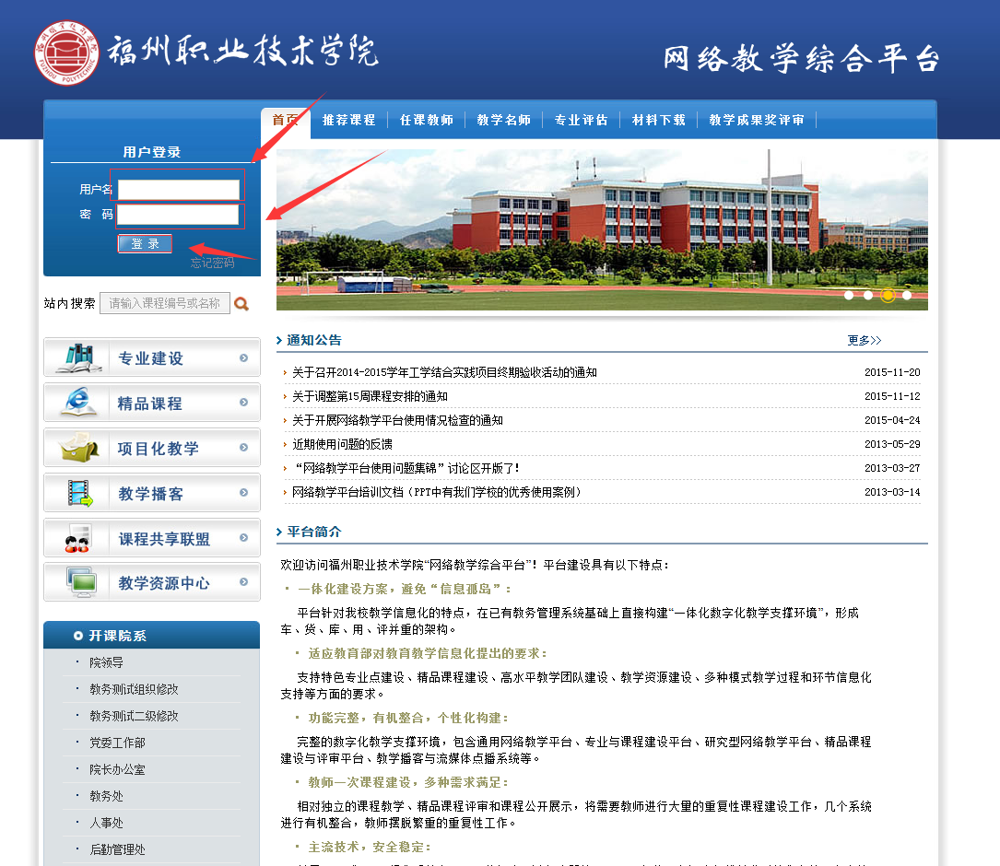 福州职业技术学院
FUZHOU POLYTECHNIC
网络教学综合平台
首页 推荐课程 任课教师 教学名师 专业评估 材料下载 教学成果奖评审
用户登录
用户名
密 码
登 录
忘记密码
站内搜索 请输入课程编号或名称
专业建设
精品课程
项目化教学
教学播客
课程共享联盟
教学资源中心
开课院系
· 院领导
· 教务测试组织修改
· 教务测试二级修改
· 党委工作部
· 院长办公室
· 教务处
· 人事处
· 后勤管理处
通知公告 更多>>
关于召开2014-2015学年工学结合实践项目终期验收活动的通知 2015-11-20
关于调整第15周课程安排的通知 2015-11-12
关于开展网络教学平台使用情况检查的通知 2015-04-24
近期使用问题的反馈 2013-05-29
“网络教学平台使用问题集锦”讨论区开版了! 2013-03-27
网络教学平台培训文档（PPT中有我们学校的优秀使用案例） 2013-03-14
平台简介
欢迎访问福州职业技术学院“网络教学综合平台”！平台建设具有以下特点：
· 一体化建设方案，避免“信息孤岛”：
平台针对我校教学信息化的特点，在已有教务管理系统基础上直接构建“一体化数字化教学支撑环境”，形成
车、货、库、用、评并重的架构。
· 适应教育部对教育教学信息化提出的要求：
支持特色专业点建设、精品课程建设、高水平教学团队建设、教学资源建设、多种模式教学过程和环节信息化
支持等方面的要求。
· 功能完整，有机整合，个性化构建：
完整的数字化教学支撑环境，包含通用网络教学平台、专业与课程建设平台、研究型网络教学平台、精品课程
建设与评审平台、教学播客与流媒体点播系统等。
· 教师一次课程建设，多种需求满足：
相对独立的课程教学、精品课程评审和课程公开展示，将需要教师进行大量的重复性课程建设工作，几个系统
进行有机整合，教师摆脱繁重的重复性工作。
· 主流技术，安全稳定：